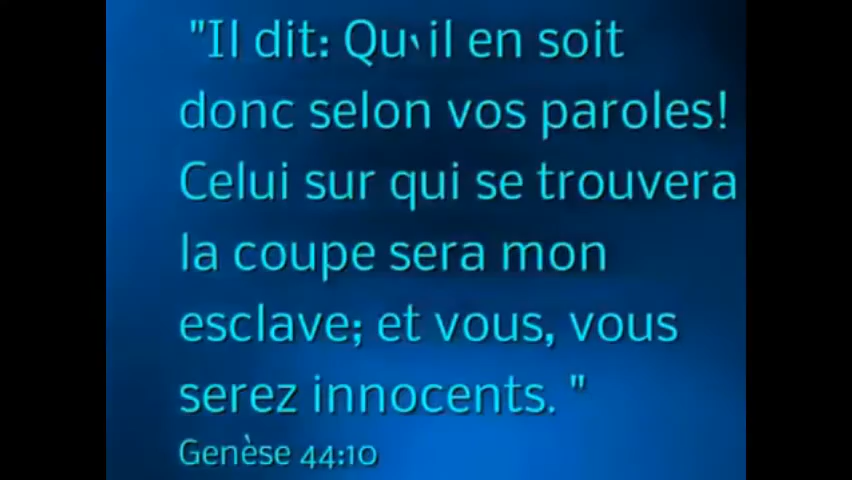 "Il dit: Qu'il en soit
donc selon vos paroles!
Celui sur qui se trouvera
la coupe sera mon
esclave; et vous, vous
serez innocents. "
Genèse 44:10